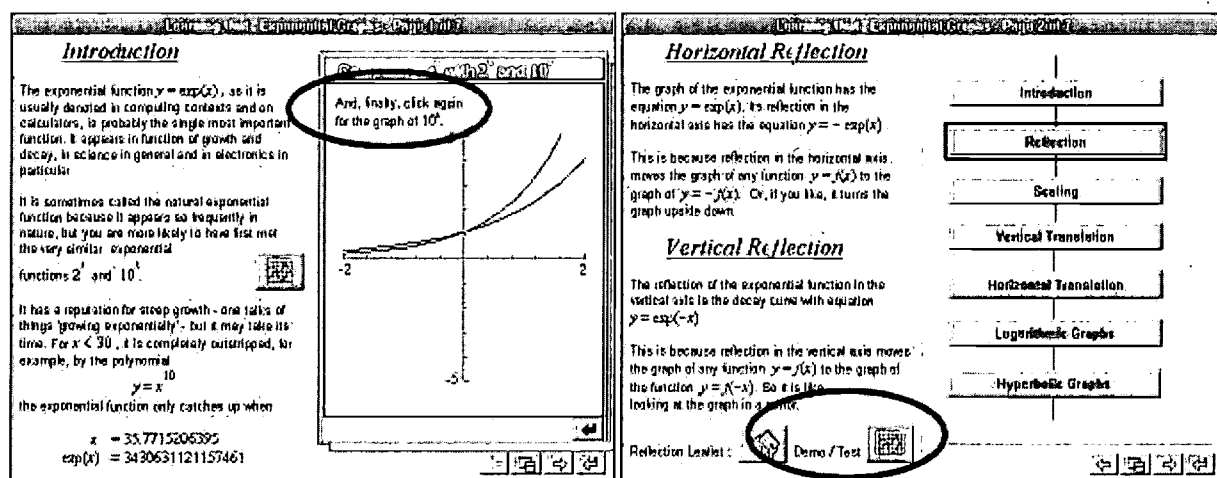 Introduction
The exponential function y = exp(x), as it is
usually denoted in computing contexts and on
calculators, is probably the single most important
function. It appears in function of growth and
decay, in science in general and in electronics in
particular
It is sometimes called the natural exponential
function because it appears so frequently in
nature, but you are more likely to have first met
the very similar exponential
functions 2ˣ and 10ˣ.
It has a reputation for steep growth - one talks of
things 'growing exponentially' - but it may take its
time. For x < 30, it is completely outstripped, for
example, by the polynomial
y = x¹⁰
the exponential function only catches up when
x = 35.7715206395
exp(x) = 3430631121157461
with 2ˣ and 10ˣ
And, finally, click again
for the graph of 10ˣ.
-2
2
-5
Horizontal Reflection
The graph of the exponential function has the
equation y = exp(x), its reflection in the
horizontal axis has the equation y = - exp(x)
This is because reflection in the horizontal axis
moves the graph of any function y = f(x) to the
graph of y = -f(x). Or, if you like, it turns the
graph upside down
Vertical Reflection
The reflection of the exponential function in the
vertical axis is the decay curve with equation
y = exp(-x)
This is because reflection in the vertical axis moves
the graph of any function y = f(x) to the graph of
the function y = f(-x). So it is like
looking at the graph in a mirror.
Reflection Leaflet :
Demo / Test
Introduction
Reflection
Scaling
Vertical Translation
Horizontal Translation
Logarithmic Graphs
Hyperbolic Graphs